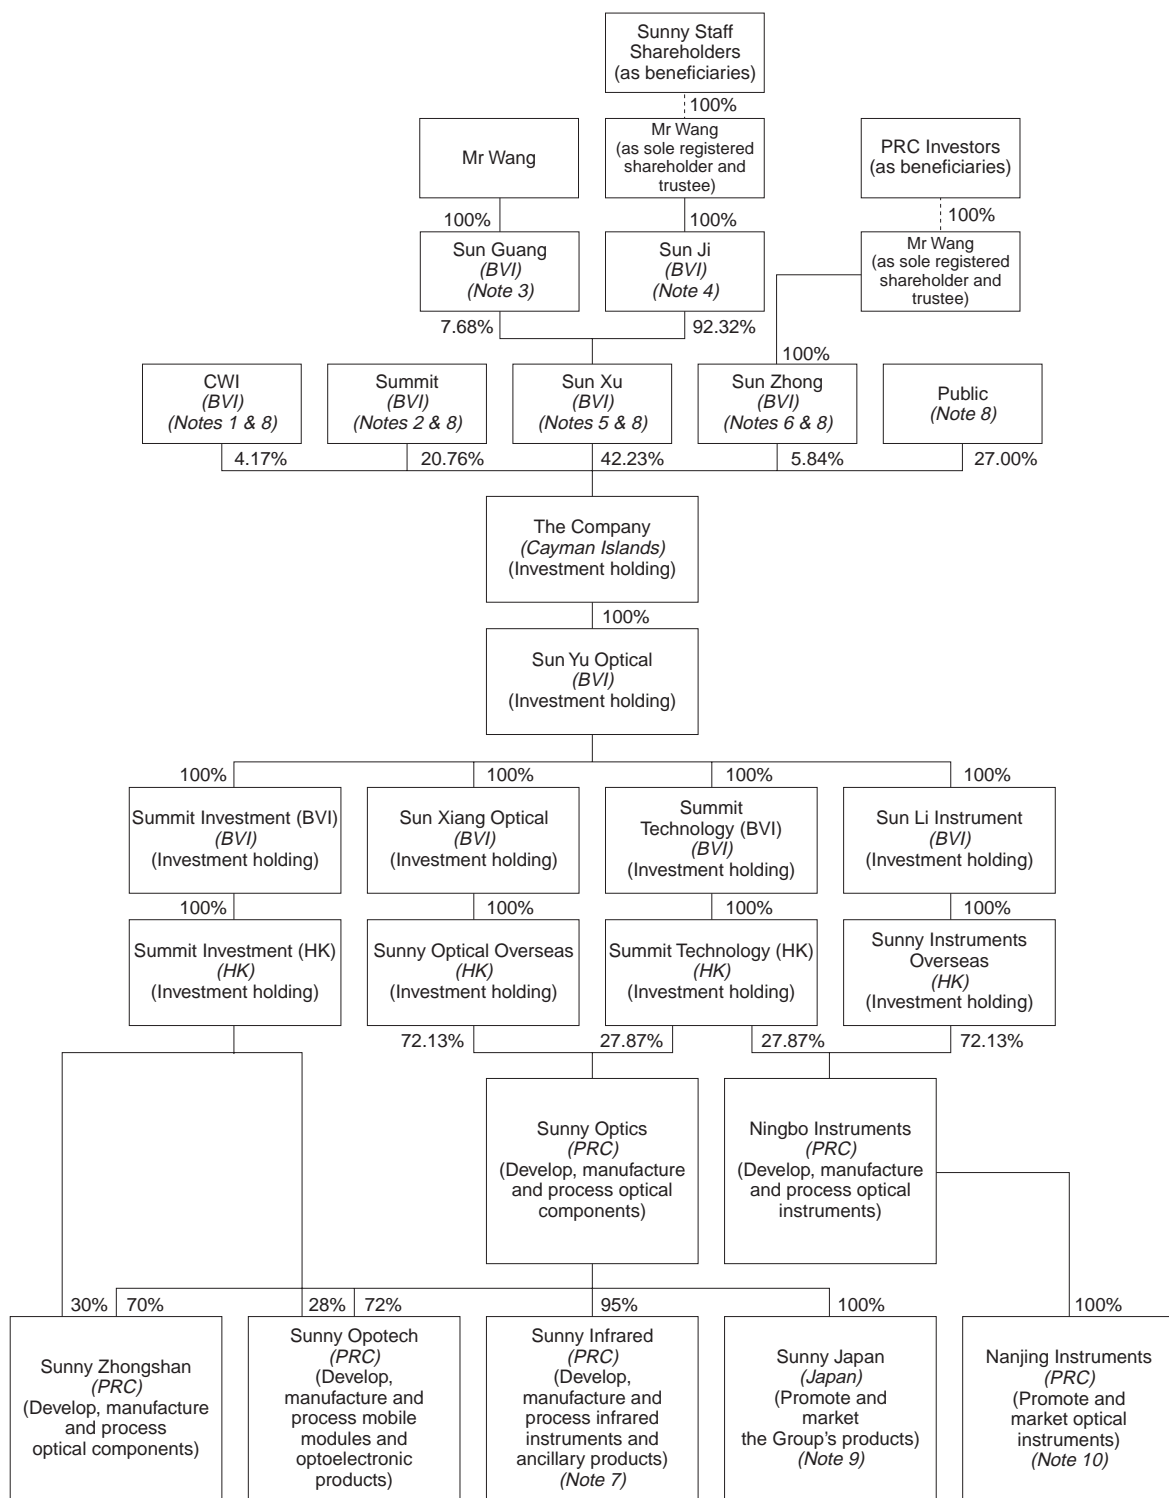 Sunny Staff
Shareholders
(as beneficiaries)
100%
Mr Wang
Mr Wang
(as sole registered
shareholder and
trustee)
PRC Investors
(as beneficiaries)
100%
100%
100%
Sun Guang
(BVI)
(Note 3)
Sun Ji
(BVI)
(Note 4)
Mr Wang
(as sole registered
shareholder and
trustee)
7.68%
92.32%
100%
CWI
(BVI)
(Notes 1 & 8)
Summit
(BVI)
(Notes 2 & 8)
Sun Xu
(BVI)
(Notes 5 & 8)
Sun Zhong
(BVI)
(Notes 6 & 8)
Public
(Note 8)
4.17%
20.76%
42.23%
5.84%
27.00%
The Company
(Cayman Islands)
(Investment holding)
100%
Sun Yu Optical
(BVI)
(Investment holding)
100%
100%
100%
100%
Summit Investment (BVI)
(BVI)
(Investment holding)
Sun Xiang Optical
(BVI)
(Investment holding)
Summit
Technology (BVI)
(BVI)
(Investment holding)
Sun Li Instrument
(BVI)
(Investment holding)
100%
100%
100%
100%
Summit Investment (HK)
(HK)
(Investment holding)
Sunny Optical Overseas
(HK)
(Investment holding)
Summit Technology (HK)
(HK)
(Investment holding)
Sunny Instruments
Overseas
(HK)
(Investment holding)
72.13%
27.87%
27.87%
72.13%
Sunny Optics
(PRC)
(Develop, manufacture
and process optical
components)
Ningbo Instruments
(PRC)
(Develop, manufacture
and process optical
instruments)
30%
70%
28%
72%
95%
100%
100%
Sunny Zhongshan
(PRC)
(Develop, manufacture
and process
optical components)
Sunny Opotech
(PRC)
(Develop,
manufacture and
process mobile
modules and
optoelectronic
products)
Sunny Infrared
(PRC)
(Develop,
manufacture and
process infrared
instruments and
ancillary products)
(Note 7)
Sunny Japan
(Japan)
(Promote and
market
the Group's products)
(Note 9)
Nanjing Instruments
(PRC)
(Promote and
market optical
instruments)
(Note 10)